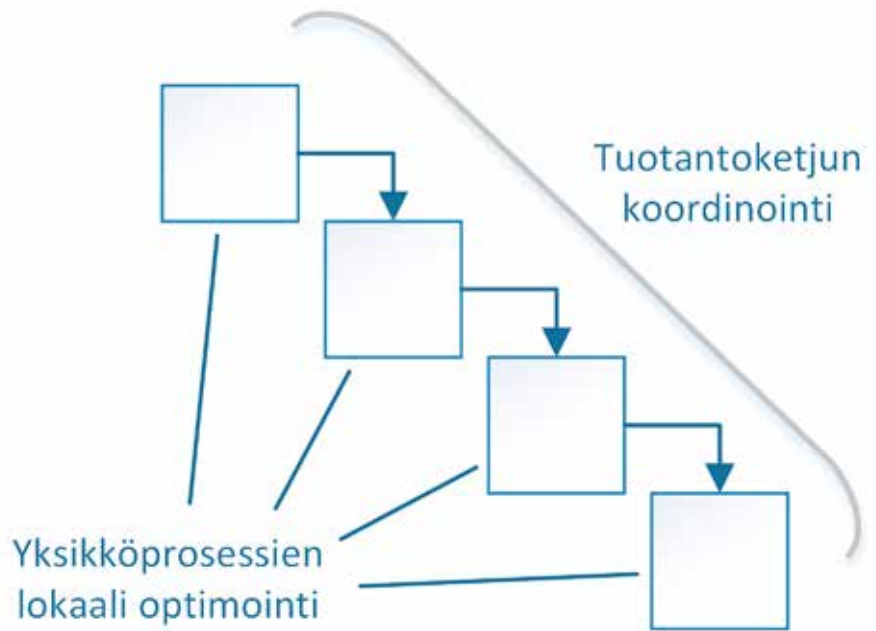 Tuotantoketjun
koordinointi
Yksikköprosessien
lokaali optimointi